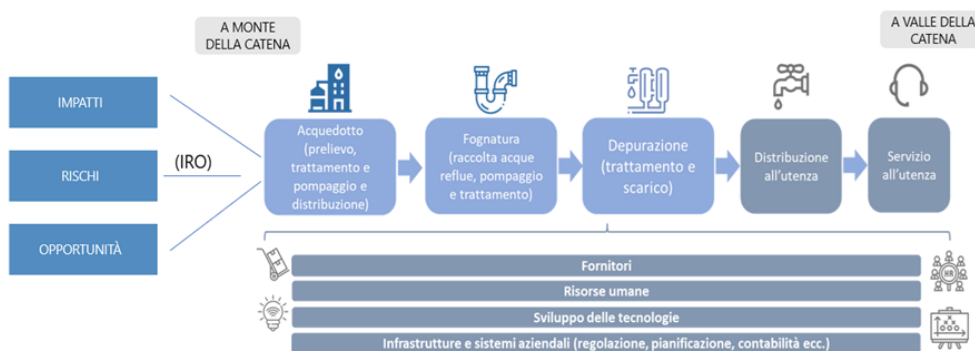 A MONTE
DELLA CATENA
A VALLE DELLA
CATENA
IMPATTI
RISCHI
OPPORTUNITÀ
(IRO)
Acquedotto
(prelievo,
trattamento e
pompaggio e
distribuzione)
Fognatura
(raccolta acque
reflue, pompaggio
e trattamento)
Depurazione
(trattamento e
scarico)
Distribuzione
all'utenza
Servizio
all'utenza
Fornitori
Risorse umane
Sviluppo delle tecnologie
Infrastrutture e sistemi aziendali (regolazione, pianificazione, contabilità ecc.)
HR